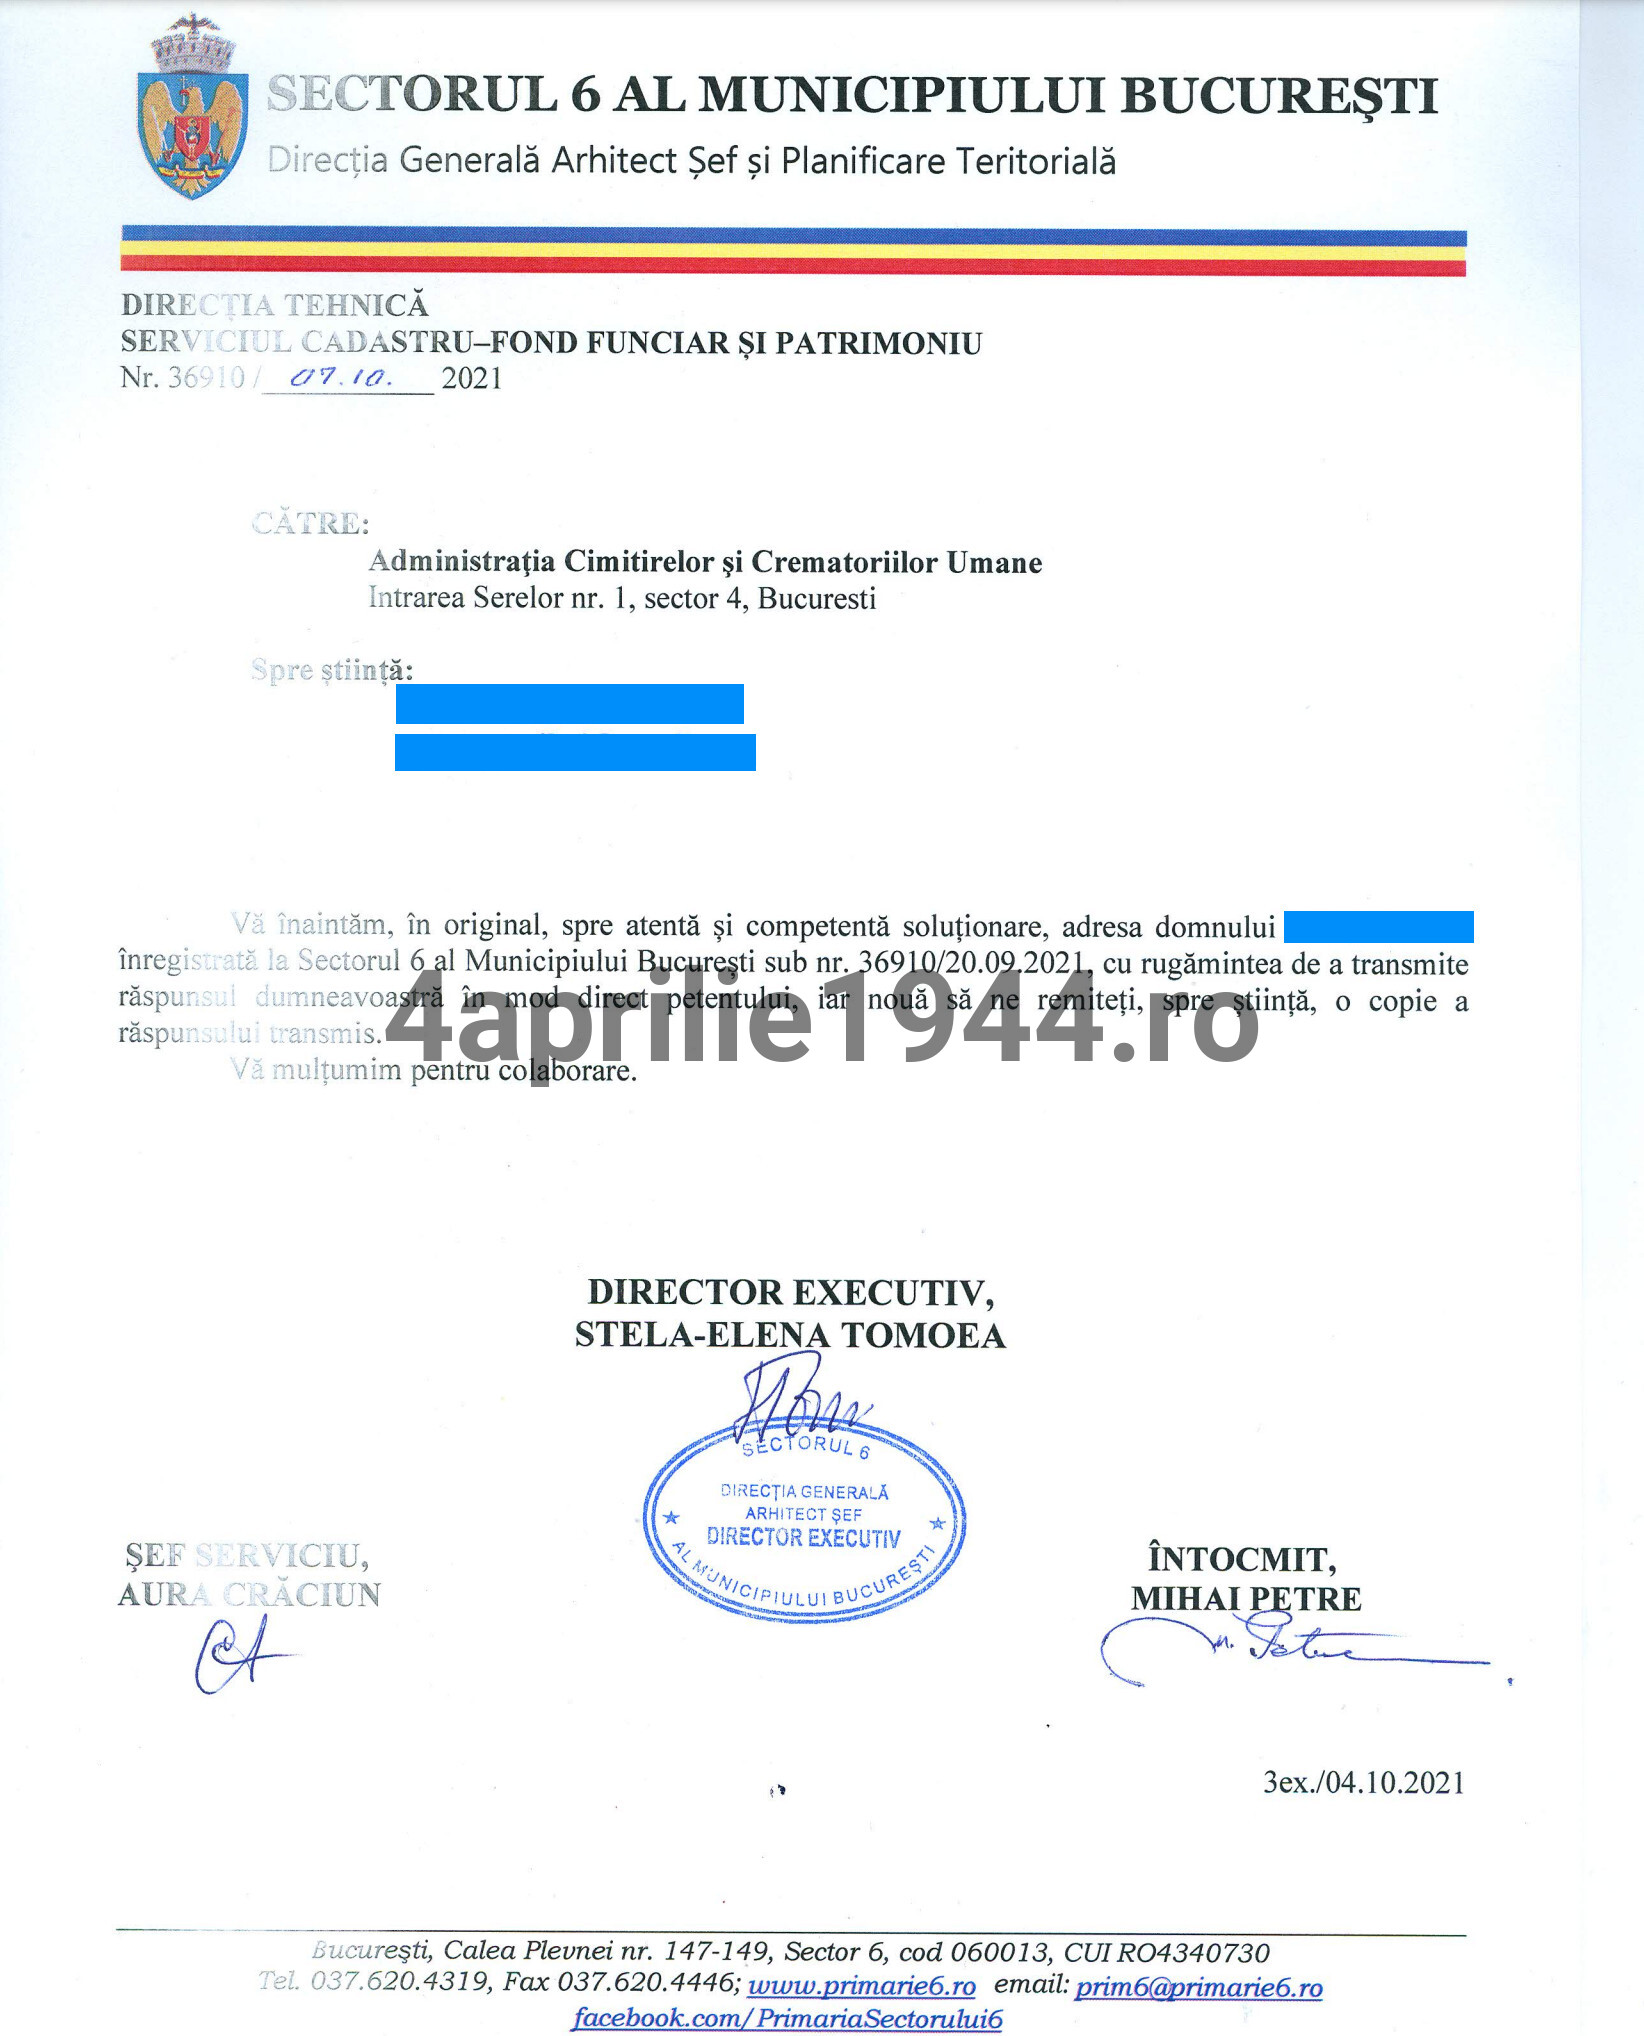 SECTORUL 6 AL MUNICIPIULUI BUCUREŞTI
Direcția Generală Arhitect Șef și Planificare Teritorială
DIRECȚIA TEHNICĂ
SERVICIUL CADASTRU–FOND FUNCIAR ȘI PATRIMONIU
Nr. 36910 / 07.10. 2021
CĂTRE:
Administraţia Cimitirelor şi Crematoriilor Umane
Intrarea Serelor nr. 1, sector 4, Bucuresti
Spre știință:
Vă înaintăm, în original, spre atentă și competentă soluționare, adresa domnului
înregistrată la Sectorul 6 al Municipiului București sub nr. 36910/20.09.2021, cu rugămintea de a transmite
răspunsul dumneavoastră în mod direct petentului, iar nouă să ne remiteți, spre știință, o copie a
răspunsului transmis.
4aprilie1944.ro
Vă mulțumim pentru colaborare.
DIRECTOR EXECUTIV,
STELA-ELENA TOMOEA
SECTORUL 6
DIRECȚIA GENERALĂ
ARHITECT ȘEF
DIRECTOR EXECUTIV
AL MUNICIPIULUI BUCUREȘTI
ŞEF SERVICIU,
AURA CRĂCIUN
ÎNTOCMIT,
MIHAI PETRE
M. Petre
3ex./04.10.2021
Bucureşti, Calea Plevnei nr. 147-149, Sector 6, cod 060013, CUI RO4340730
Tel. 037.620.4319, Fax 037.620.4446; www.primarie6.ro email: prim6@primarie6.ro
facebook.com/PrimariaSectorului6